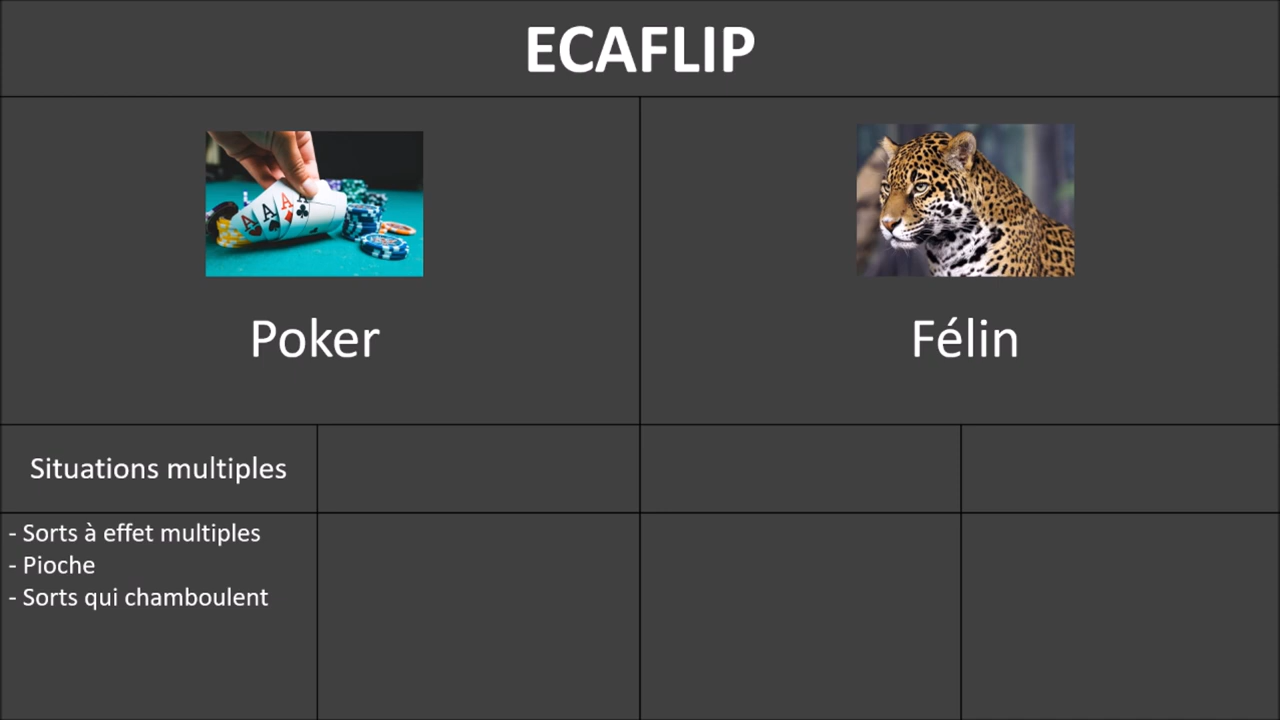 ECAFLIP
A A A A
Poker
Félin
Situations multiples
- Sorts à effet multiples
- Pioche
- Sorts qui chamboulent